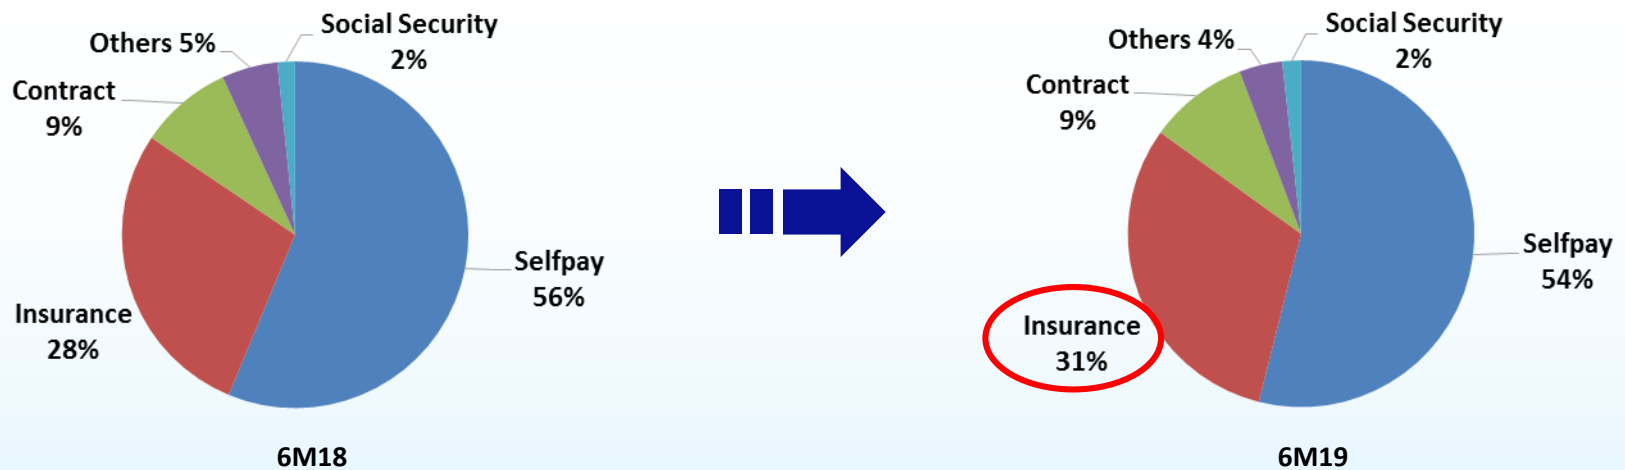 Social Security
2%
Others 5%
Contract
9%
Selfpay
56%
Insurance
28%
6M18
Social Security
2%
Others 4%
Contract
9%
Selfpay
54%
Insurance
31%
6M19